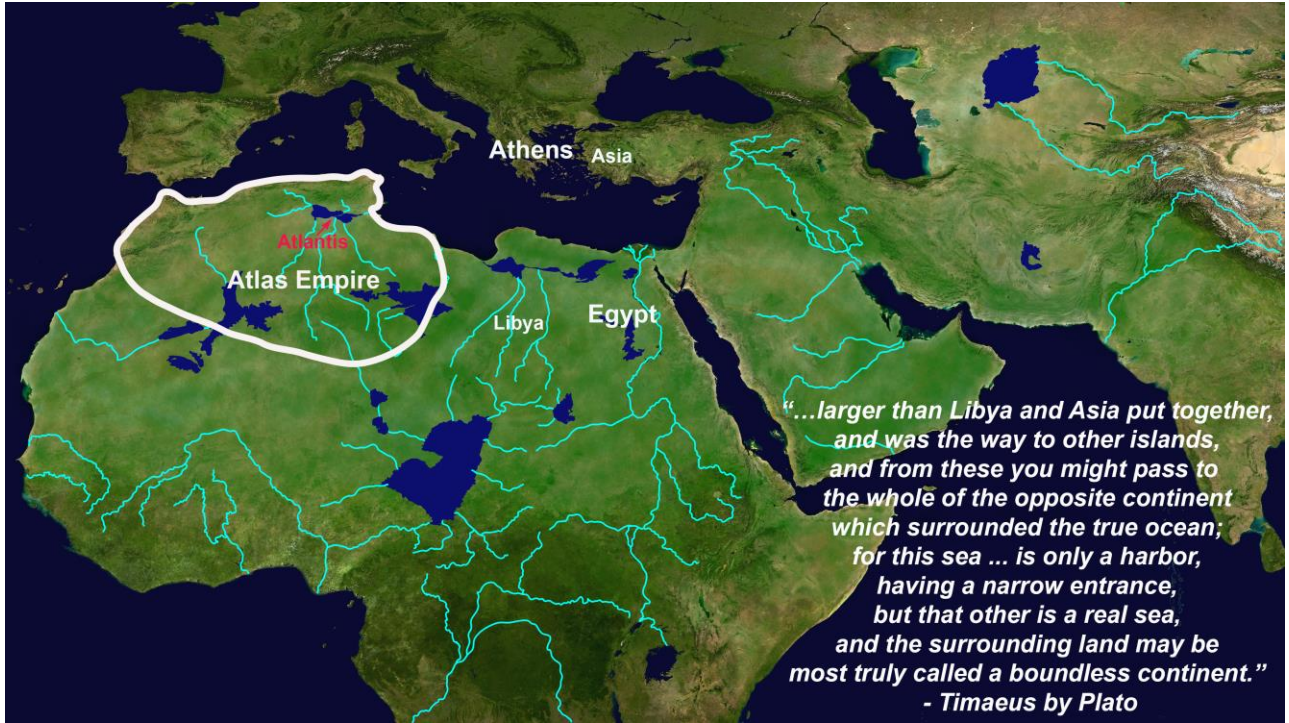 Athens
Asia
Atlantis
Atlas Empire
Libya
Egypt
“...larger than Libya and Asia put together,
and was the way to other islands,
and from these you might pass to
the whole of the opposite continent
which surrounded the true ocean;
for this sea ... is only a harbor,
having a narrow entrance,
but that other is a real sea,
and the surrounding land may be
most truly called a boundless continent.”
- Timaeus by Plato